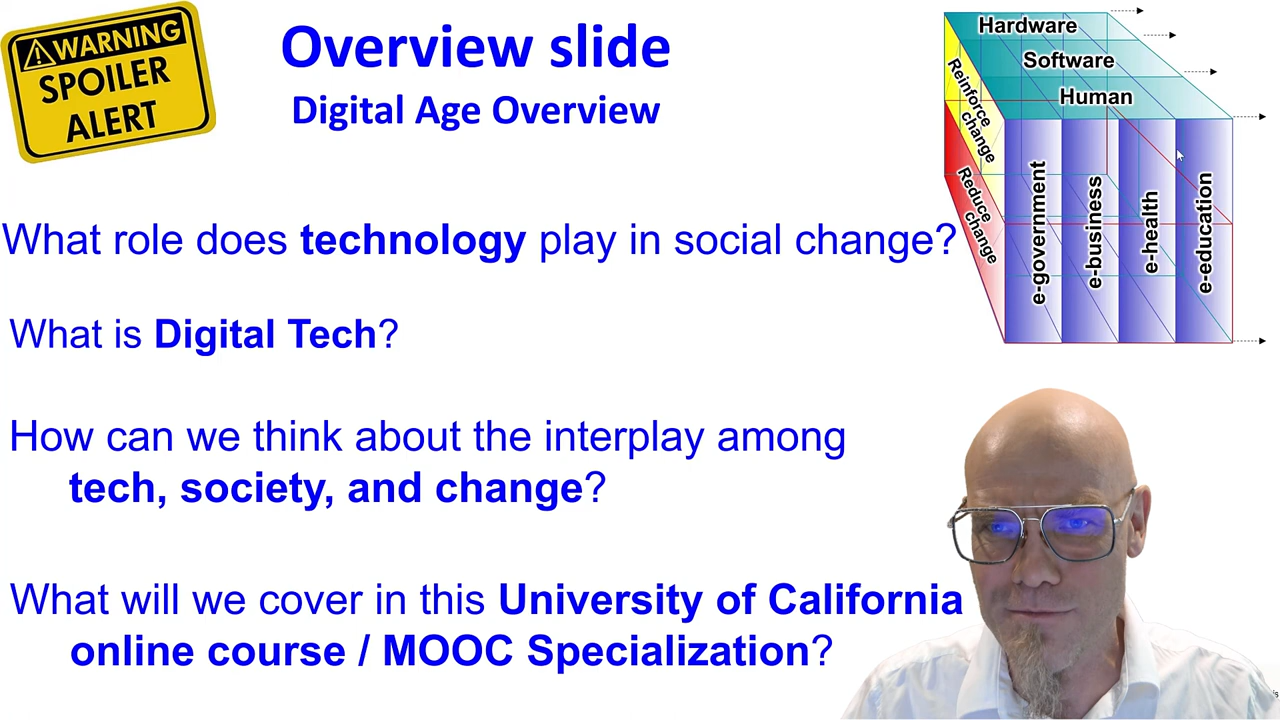 WARNING
SPOILER
ALERT
Overview slide
Digital Age Overview
Hardware
Software
Human
Reinforce
change
Reduce
change
e-government
e-business
e-health
e-education
What role does technology play in social change?
What is Digital Tech?
How can we think about the interplay among
tech, society, and change?
What will we cover in this University of California
online course / MOOC Specialization?